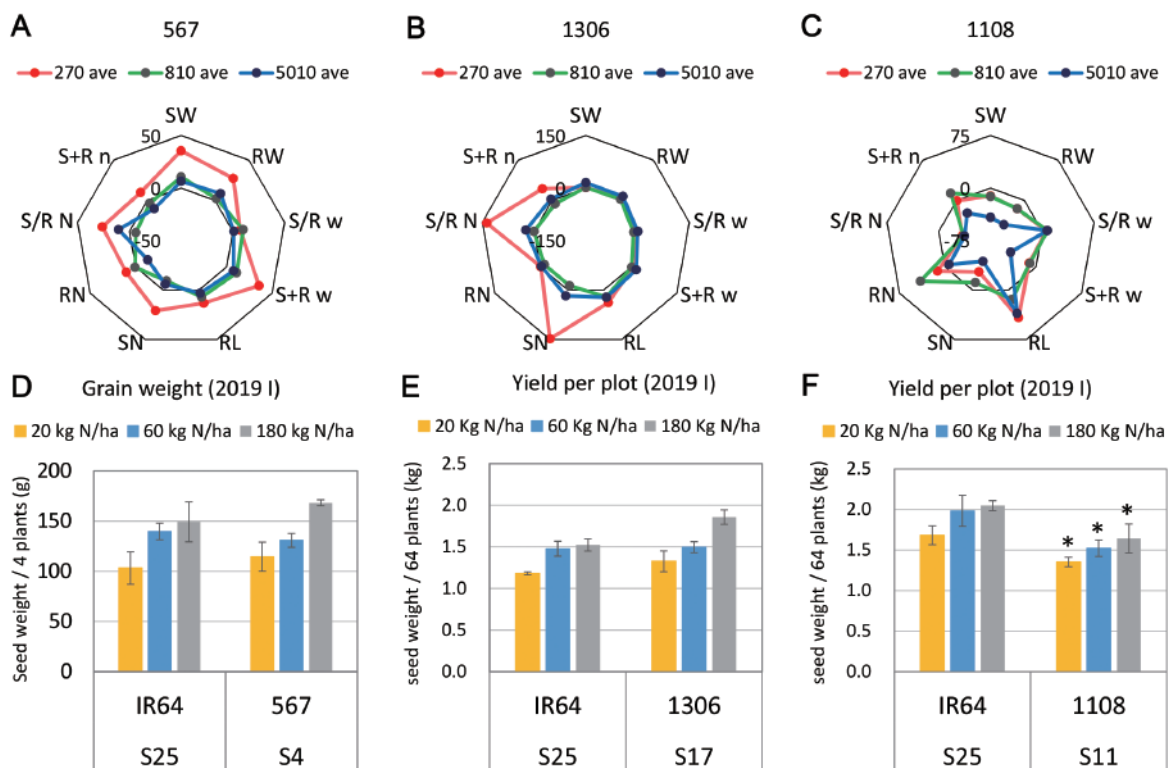 A 567
270 ave 810 ave 5010 ave
SW
RW
S/R w
S+R w
RL
SN
RN
S/R N
S+R n
50
0
-50
B 1306
270 ave 810 ave 5010 ave
SW
RW
S/R w
S+R w
RL
SN
RN
S/R N
S+R n
150
0
-150
C 1108
270 ave 810 ave 5010 ave
SW
RW
S/R w
S+R w
RL
SN
RN
S/R N
S+R n
75
0
-75
D Grain weight (2019 I)
20 kg N/ha 60 kg N/ha 180 kg N/ha
Seed weight / 4 plants (g)
200
150
100
50
0
IR64 567
S25 S4
E Yield per plot (2019 I)
20 Kg N/ha 60 Kg N/ha 180 Kg N/ha
seed weight / 64 plants (kg)
2.5
2.0
1.5
1.0
0.5
0.0
IR64 1306
S25 S17
F Yield per plot (2019 I)
20 Kg N/ha 60 Kg N/ha 180 Kg N/ha
seed weight / 64 plants (kg)
2.5
2.0
1.5
1.0
0.5
0.0
* * *
IR64 1108
S25 S11